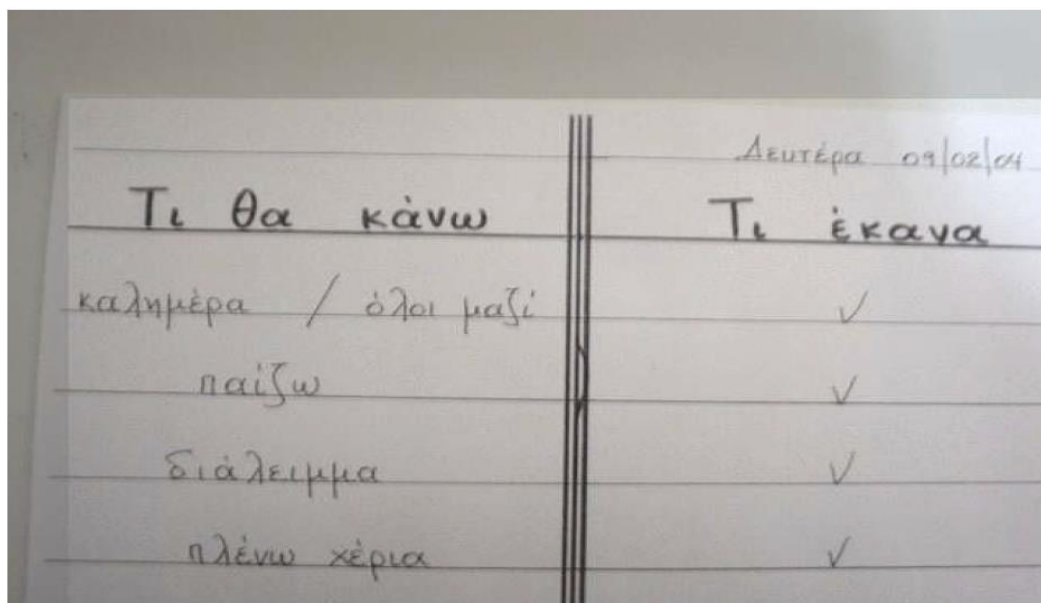 Δευτέρα 09/02/04
Τι θα κάνω Τι έκανα
καλημέρα / όλοι μαζί ✓
παίζω ✓
διάλειμμα ✓
πλένω χέρια ✓